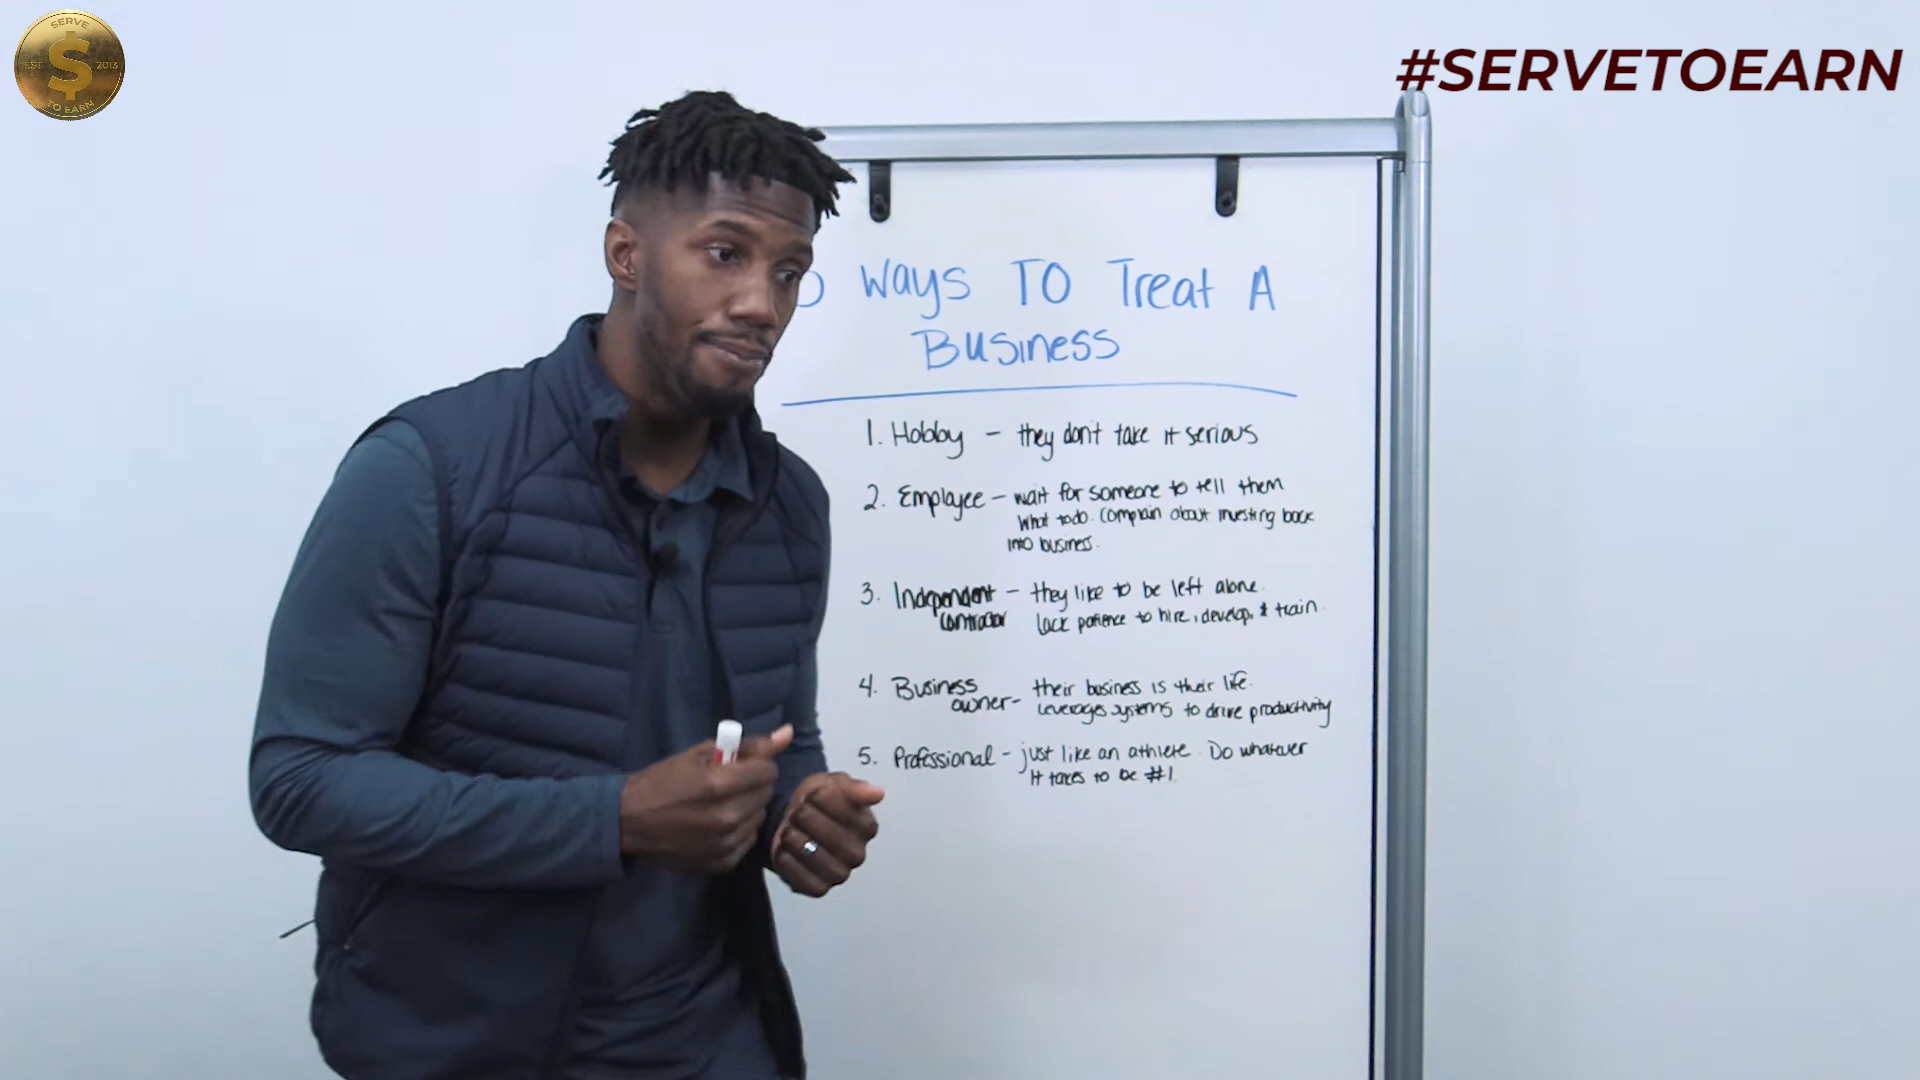 SERVE
EST 2013
TO EARN
#SERVETOEARN
Ways To Treat A
Business
1. Hobby - they don't take it serious
2. Employee - wait for someone to tell them
what to do. Complain about investing back
into business.
3. Independent - they like to be left alone.
contractor lack patience to hire, develop, & train.
4. Business their business is their life.
owner - Leverages systems to drive productivity
5. Professional - just like an athlete. Do whatever
it takes to be #1.